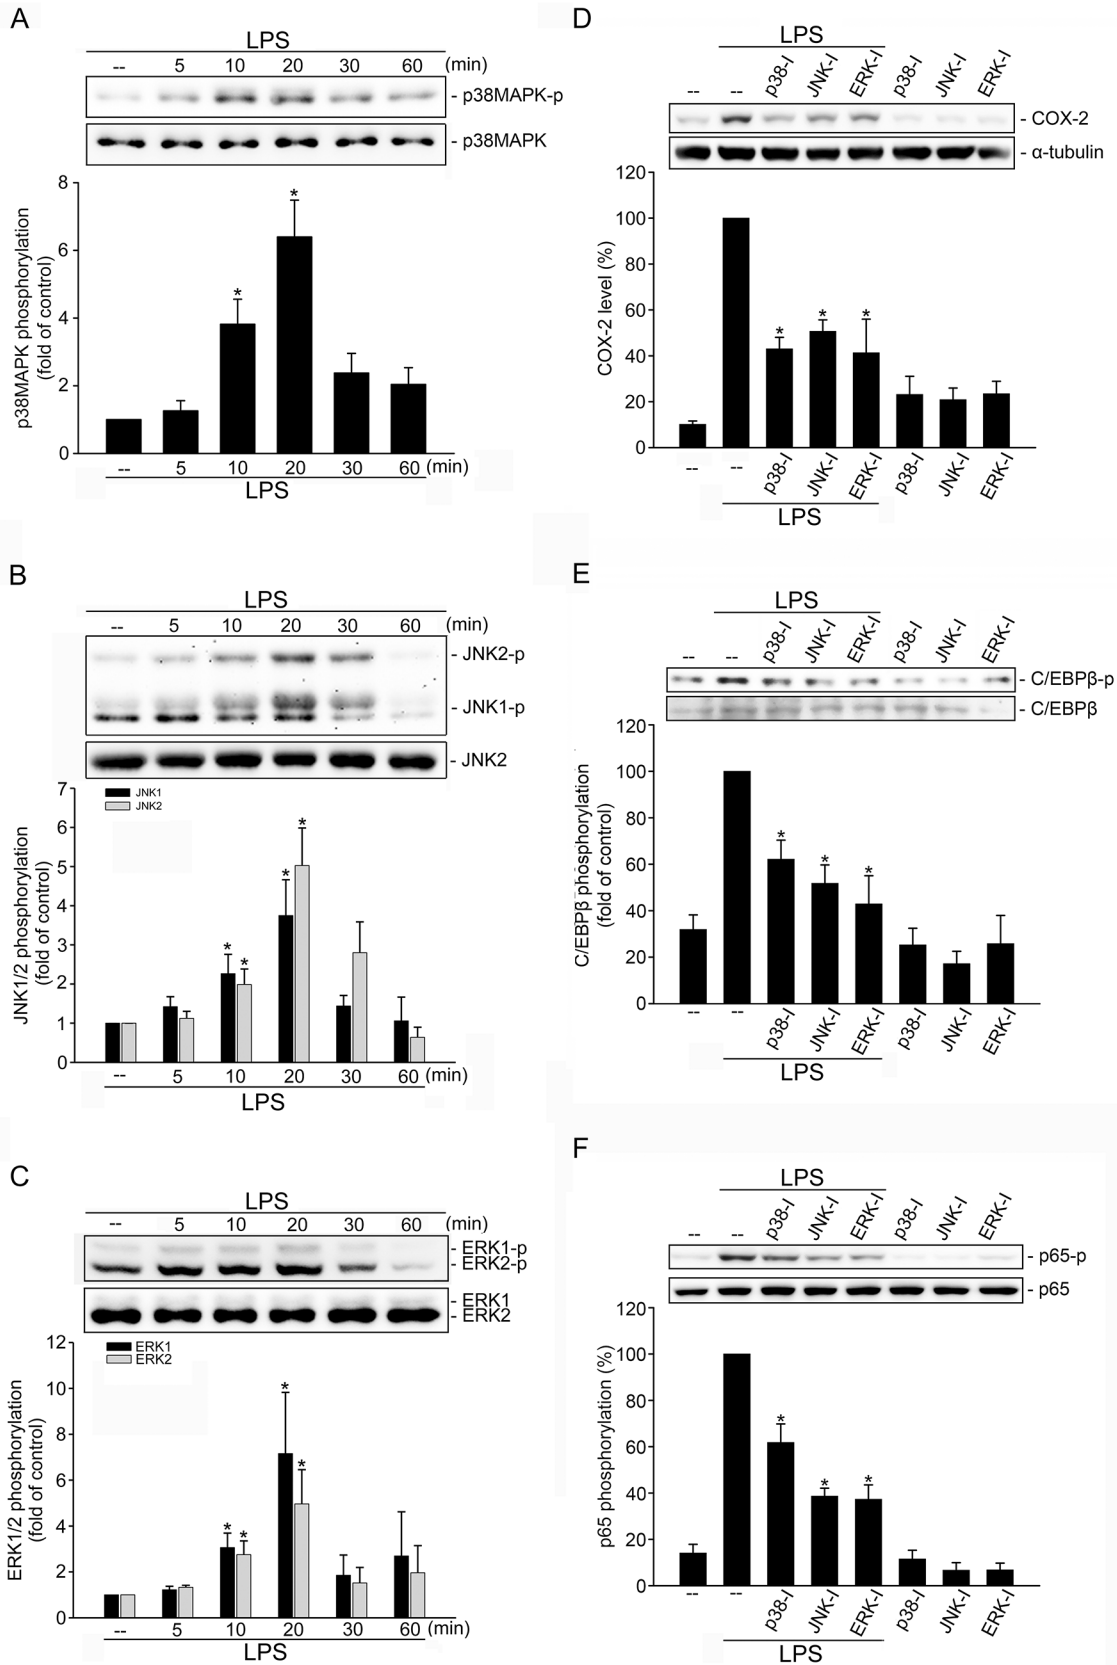 A
LPS
-- 5 10 20 30 60 (min)
- p38MAPK-p
- p38MAPK
8
6
4
2
0
p38MAPK phosphorylation
(fold of control)
* *
-- 5 10 20 30 60 (min)
LPS
B
LPS
-- 5 10 20 30 60 (min)
- JNK2-p
- JNK1-p
- JNK2
JNK1
JNK2
7
6
5
4
3
2
1
0
JNK1/2 phosphorylation
(fold of control)
* * * *
-- 5 10 20 30 60 (min)
LPS
C
LPS
-- 5 10 20 30 60 (min)
- ERK1-p
- ERK2-p
- ERK1
- ERK2
ERK1
ERK2
12
10
8
6
4
2
0
ERK1/2 phosphorylation
(fold of control)
* * * *
-- 5 10 20 30 60 (min)
LPS
D
LPS
-- -- p38-I JNK-I ERK-I p38-I JNK-I ERK-I
- COX-2
- α-tubulin
120
100
80
60
40
20
0
COX-2 level (%)
* * *
-- -- p38-I JNK-I ERK-I p38-I JNK-I ERK-I
LPS
E
LPS
-- -- p38-I JNK-I ERK-I p38-I JNK-I ERK-I
- C/EBPβ-p
- C/EBPβ
120
100
80
60
40
20
0
C/EBPβ phosphorylation
(fold of control)
* * *
-- -- p38-I JNK-I ERK-I p38-I JNK-I ERK-I
LPS
F
LPS
-- -- p38-I JNK-I ERK-I p38-I JNK-I ERK-I
- p65-p
- p65
120
100
80
60
40
20
0
p65 phosphorylation (%)
* * *
-- -- p38-I JNK-I ERK-I p38-I JNK-I ERK-I
LPS